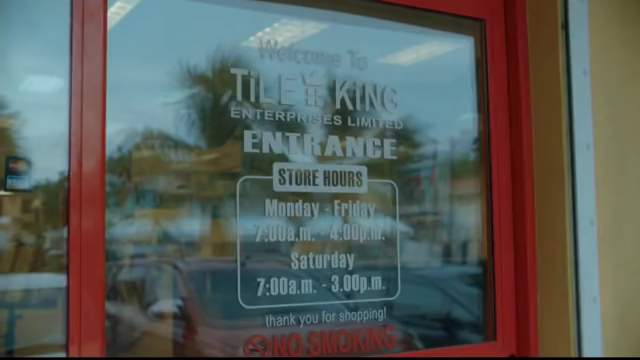 Welcome To
TiLE KiNG
ENTERPRISES LIMITED
ENTRANCE
STORE HOURS
Monday - Friday
7:00a.m. - 4:00p.m.
Saturday
7:00a.m. - 3.00p.m.
thank you for shopping!
NO SMOKING